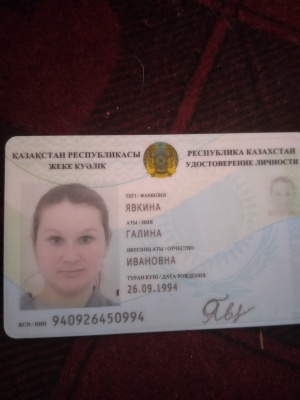 ҚАЗАҚСТАН РЕСПУБЛИКАСЫ
ЖЕКЕ КУӘЛІК
РЕСПУБЛИКА КАЗАХСТАН
УДОСТОВЕРЕНИЕ ЛИЧНОСТИ
ТЕГІ / ФАМИЛИЯ
ЯВКИНА
АТЫ / ИМЯ
ГАЛИНА
ӘКЕСІНІҢ АТЫ / ОТЧЕСТВО
ИВАНОВНА
ТУҒАН КҮНІ / ДАТА РОЖДЕНИЯ
26.09.1994
ЖСН / ИИН 940926450994